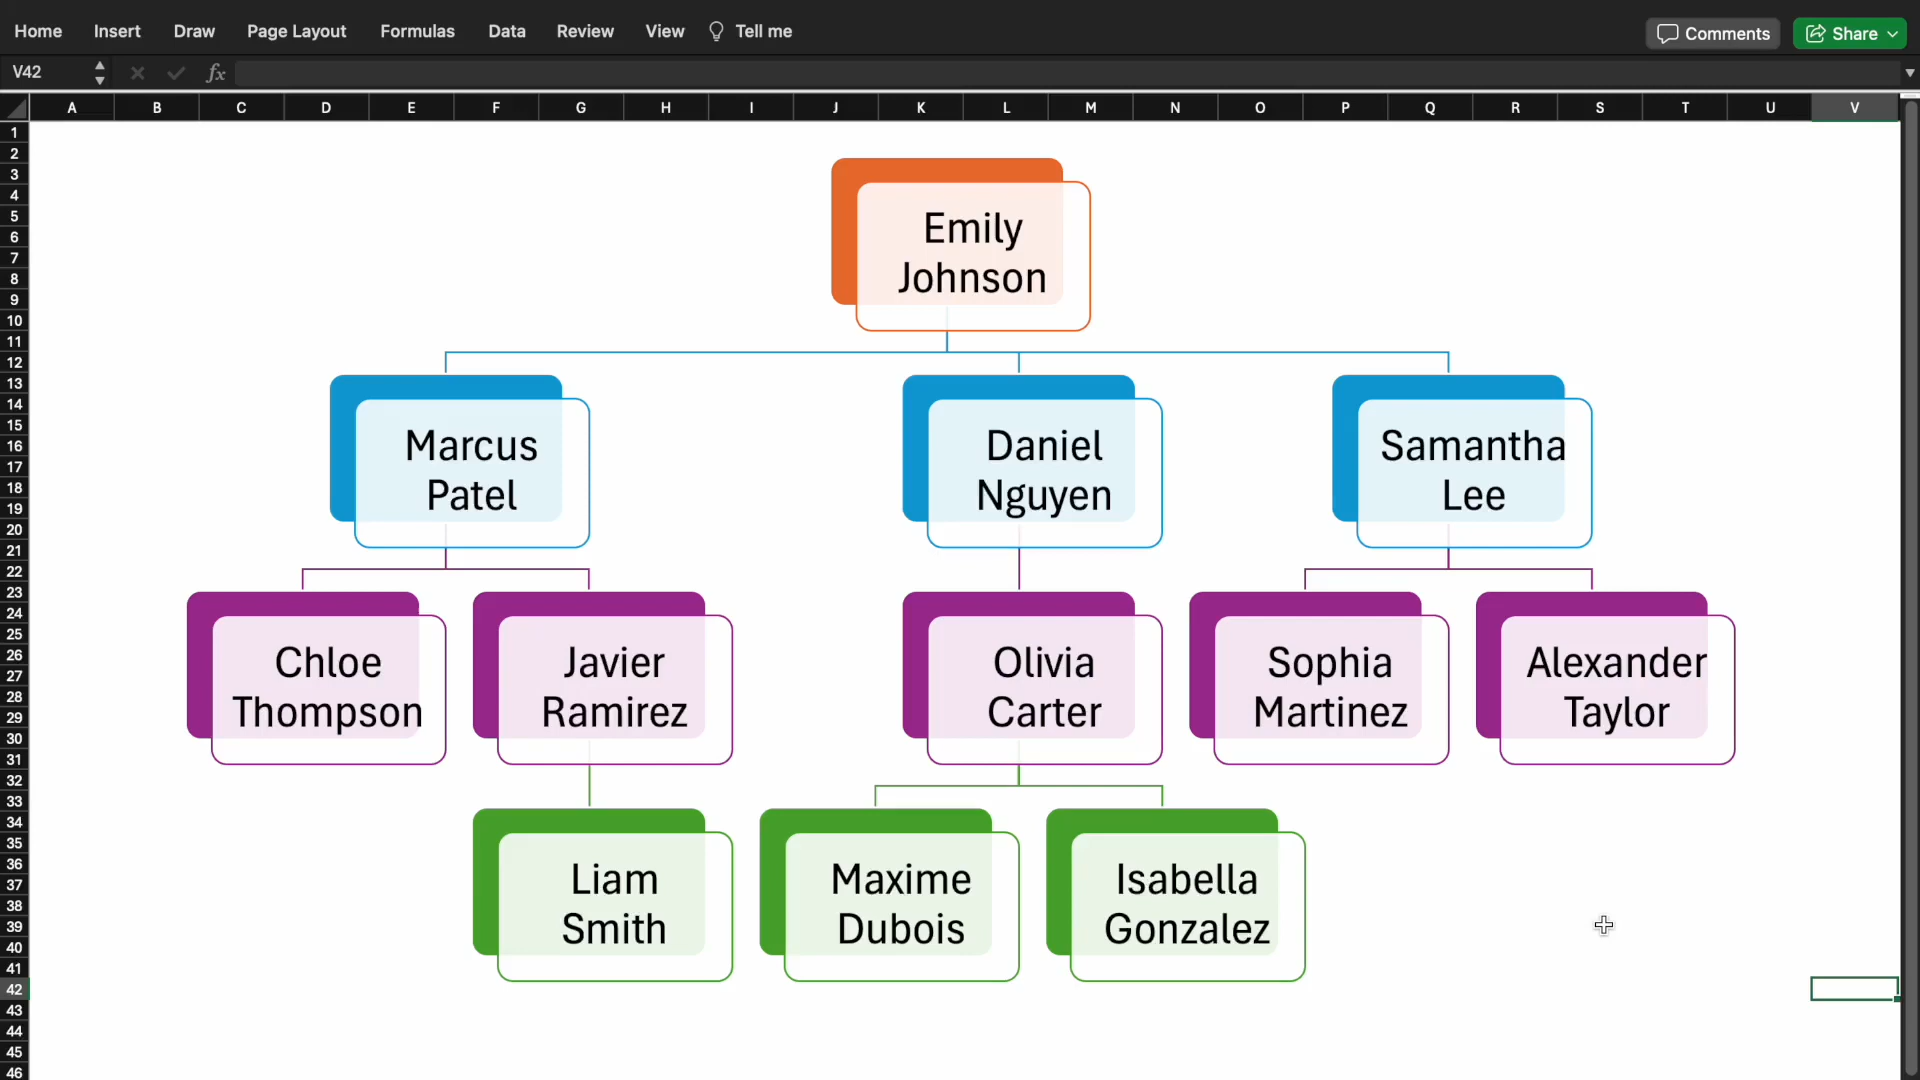 Home Insert Draw Page Layout Formulas Data Review View Tell me Comments Share
V42 fx
A B C D E F G H I J K L M N O P Q R S T U V
1
2
3
4
5
6
7
8
9
10
11
12
13
14
15
16
17
18
19
20
21
22
23
24
25
26
27
28
29
30
31
32
33
34
35
36
37
38
39
40
41
42
43
44
45
46
Emily
Johnson
Marcus
Patel
Daniel
Nguyen
Samantha
Lee
Chloe
Thompson
Javier
Ramirez
Olivia
Carter
Sophia
Martinez
Alexander
Taylor
Liam
Smith
Maxime
Dubois
Isabella
Gonzalez